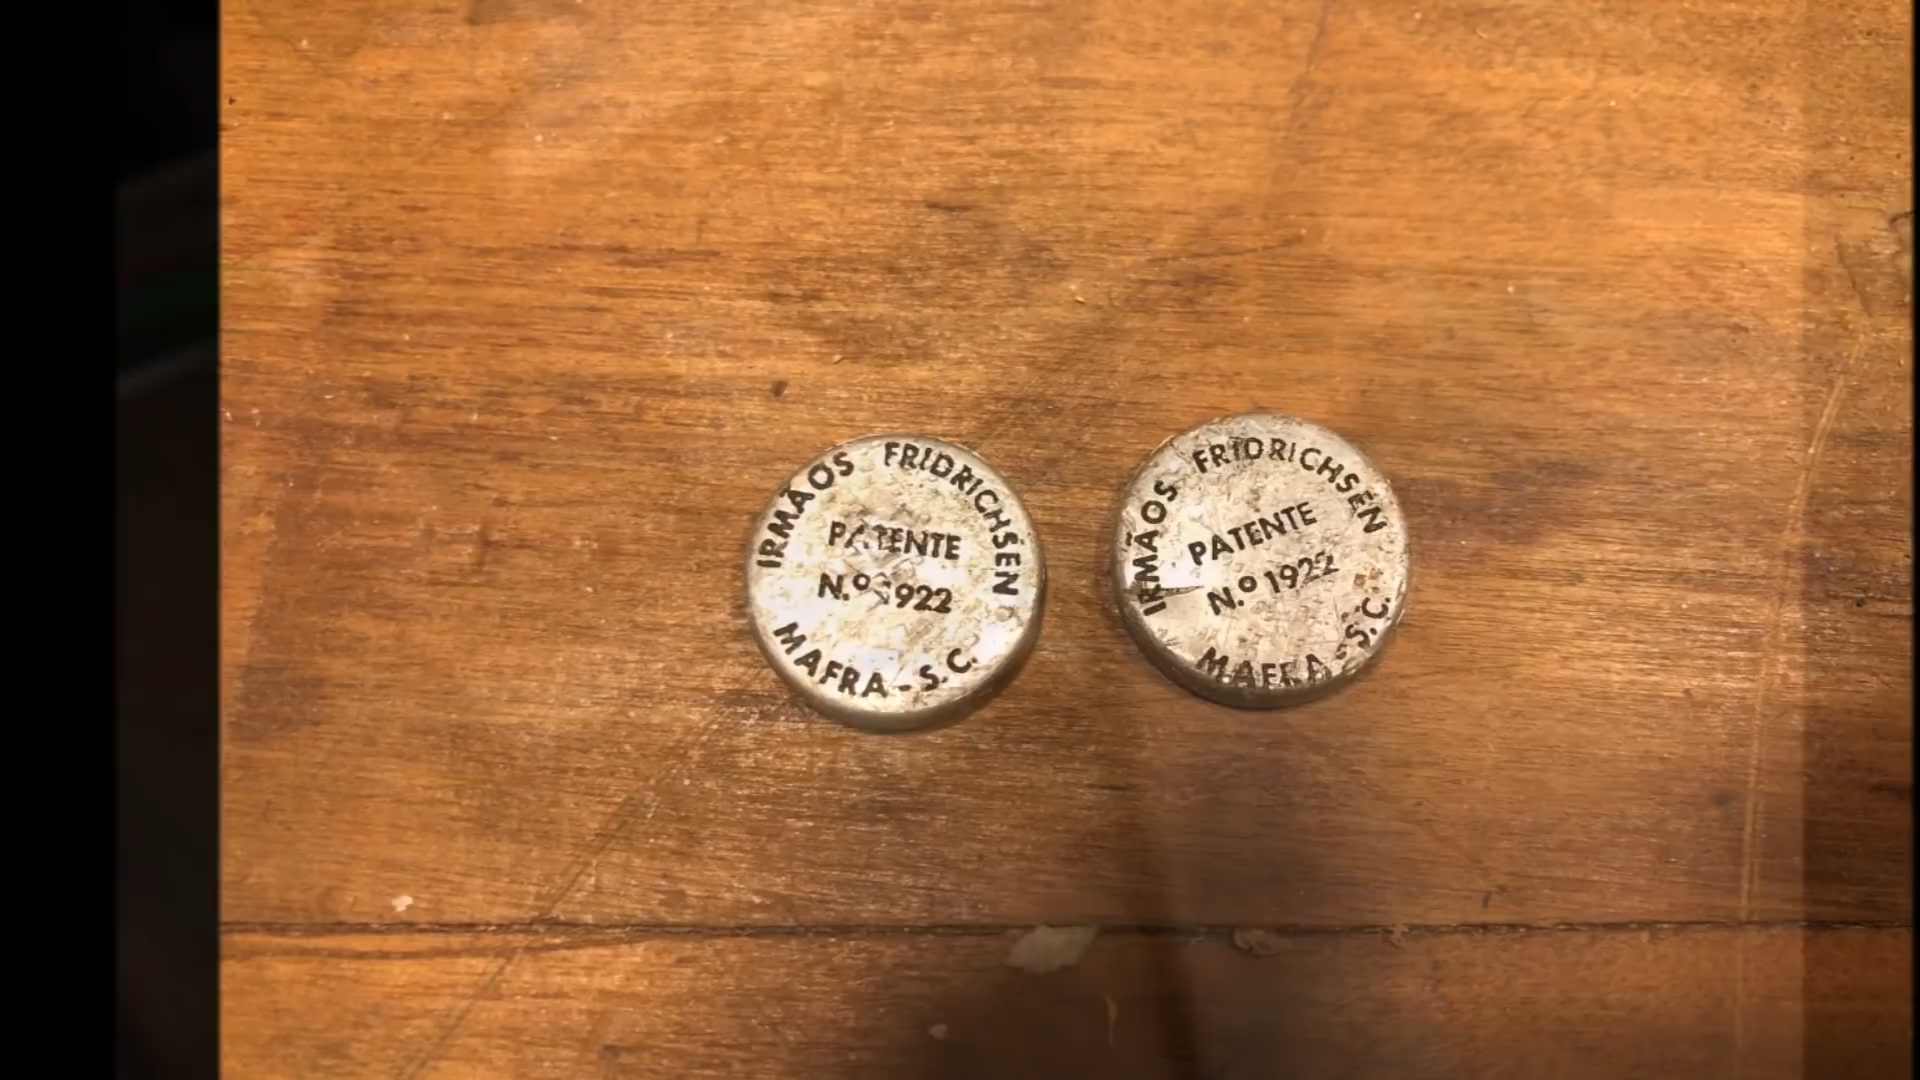 IRMÃOS FRIDRICHSEN
PATENTE
N.º 1922
MAFRA - S.C.
IRMÃOS FRIDRICHSEN
PATENTE
N.º 1922
MAFRA - S.C.